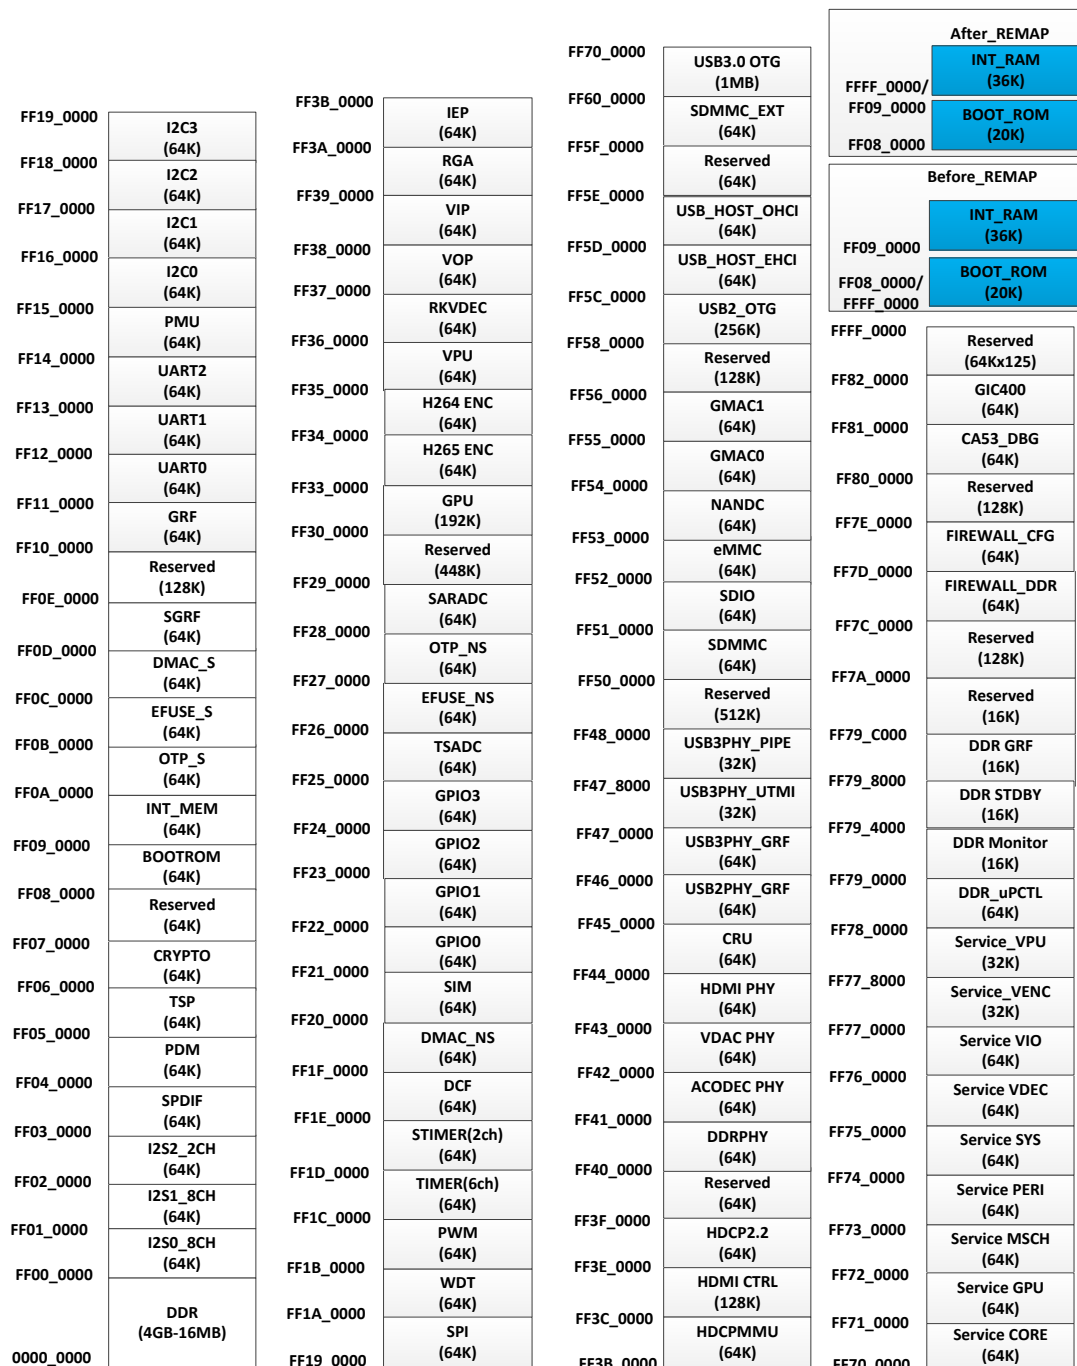 FF19_0000
I2C3
(64K)
FF18_0000
I2C2
(64K)
FF17_0000
I2C1
(64K)
FF16_0000
I2C0
(64K)
FF15_0000
PMU
(64K)
FF14_0000
UART2
(64K)
FF13_0000
UART1
(64K)
FF12_0000
UART0
(64K)
FF11_0000
GRF
(64K)
FF10_0000
Reserved
(128K)
FF0E_0000
SGRF
(64K)
FF0D_0000
DMAC_S
(64K)
FF0C_0000
EFUSE_S
(64K)
FF0B_0000
OTP_S
(64K)
FF0A_0000
INT_MEM
(64K)
FF09_0000
BOOTROM
(64K)
FF08_0000
Reserved
(64K)
FF07_0000
CRYPTO
(64K)
FF06_0000
TSP
(64K)
FF05_0000
PDM
(64K)
FF04_0000
SPDIF
(64K)
FF03_0000
I2S2_2CH
(64K)
FF02_0000
I2S1_8CH
(64K)
FF01_0000
I2S0_8CH
(64K)
FF00_0000
DDR
(4GB-16MB)
0000_0000
FF3B_0000
IEP
(64K)
FF3A_0000
RGA
(64K)
FF39_0000
VIP
(64K)
FF38_0000
VOP
(64K)
FF37_0000
RKVDEC
(64K)
FF36_0000
VPU
(64K)
FF35_0000
H264 ENC
(64K)
FF34_0000
H265 ENC
(64K)
FF33_0000
GPU
(192K)
FF30_0000
Reserved
(448K)
FF29_0000
SARADC
(64K)
FF28_0000
OTP_NS
(64K)
FF27_0000
EFUSE_NS
(64K)
FF26_0000
TSADC
(64K)
FF25_0000
GPIO3
(64K)
FF24_0000
GPIO2
(64K)
FF23_0000
GPIO1
(64K)
FF22_0000
GPIO0
(64K)
FF21_0000
SIM
(64K)
FF20_0000
DMAC_NS
(64K)
FF1F_0000
DCF
(64K)
FF1E_0000
STIMER(2ch)
(64K)
FF1D_0000
TIMER(6ch)
(64K)
FF1C_0000
PWM
(64K)
FF1B_0000
WDT
(64K)
FF1A_0000
SPI
(64K)
FF19_0000
FF70_0000
USB3.0 OTG
(1MB)
FF60_0000
SDMMC_EXT
(64K)
FF5F_0000
Reserved
(64K)
FF5E_0000
USB_HOST_OHCI
(64K)
FF5D_0000
USB_HOST_EHCI
(64K)
FF5C_0000
USB2_OTG
(256K)
FF58_0000
Reserved
(128K)
FF56_0000
GMAC1
(64K)
FF55_0000
GMAC0
(64K)
FF54_0000
NANDC
(64K)
FF53_0000
eMMC
(64K)
FF52_0000
SDIO
(64K)
FF51_0000
SDMMC
(64K)
FF50_0000
Reserved
(512K)
FF48_0000
USB3PHY_PIPE
(32K)
FF47_8000
USB3PHY_UTMI
(32K)
FF47_0000
USB3PHY_GRF
(64K)
FF46_0000
USB2PHY_GRF
(64K)
FF45_0000
CRU
(64K)
FF44_0000
HDMI PHY
(64K)
FF43_0000
VDAC PHY
(64K)
FF42_0000
ACODEC PHY
(64K)
FF41_0000
DDRPHY
(64K)
FF40_0000
Reserved
(64K)
FF3F_0000
HDCP2.2
(64K)
FF3E_0000
HDMI CTRL
(128K)
FF3C_0000
HDCPMMU
(64K)
FF3B_0000
After_REMAP
INT_RAM
(36K)
FFFF_0000/
FF09_0000
BOOT_ROM
(20K)
FF08_0000
Before_REMAP
INT_RAM
(36K)
FF09_0000
BOOT_ROM
(20K)
FF08_0000/
FFFF_0000
FFFF_0000
Reserved
(64Kx125)
FF82_0000
GIC400
(64K)
FF81_0000
CA53_DBG
(64K)
FF80_0000
Reserved
(128K)
FF7E_0000
FIREWALL_CFG
(64K)
FF7D_0000
FIREWALL_DDR
(64K)
FF7C_0000
Reserved
(128K)
FF7A_0000
Reserved
(16K)
FF79_C000
DDR GRF
(16K)
FF79_8000
DDR STDBY
(16K)
FF79_4000
DDR Monitor
(16K)
FF79_0000
DDR_uPCTL
(64K)
FF78_0000
Service_VPU
(32K)
FF77_8000
Service_VENC
(32K)
FF77_0000
Service VIO
(64K)
FF76_0000
Service VDEC
(64K)
FF75_0000
Service SYS
(64K)
FF74_0000
Service PERI
(64K)
FF73_0000
Service MSCH
(64K)
FF72_0000
Service GPU
(64K)
FF71_0000
Service CORE
(64K)
FF70_0000